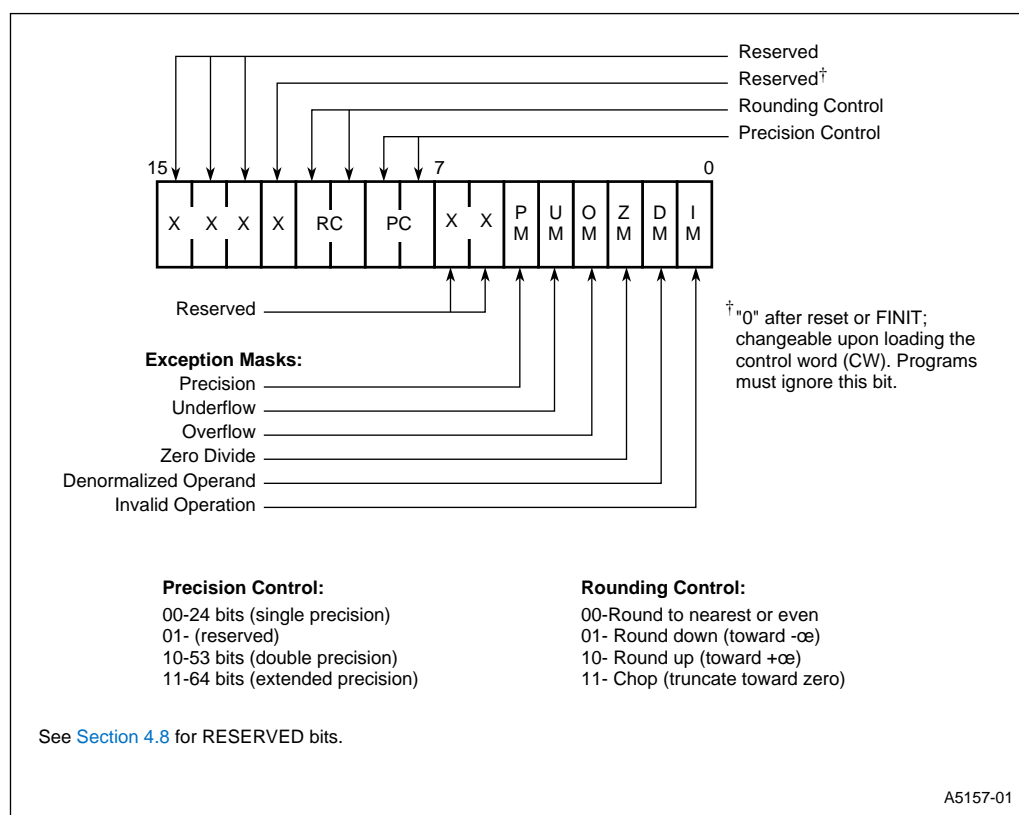 Reserved
Reserved†
Rounding Control
Precision Control
15 7 0
X X X X RC PC X X P M U M O M Z M D M I M
Reserved
†"0" after reset or FINIT;
changeable upon loading the
control word (CW). Programs
must ignore this bit.
Exception Masks:
Precision
Underflow
Overflow
Zero Divide
Denormalized Operand
Invalid Operation
Precision Control:
00-24 bits (single precision)
01- (reserved)
10-53 bits (double precision)
11-64 bits (extended precision)
Rounding Control:
00-Round to nearest or even
01- Round down (toward -œ)
10- Round up (toward +œ)
11- Chop (truncate toward zero)
See Section 4.8 for RESERVED bits.
A5157-01